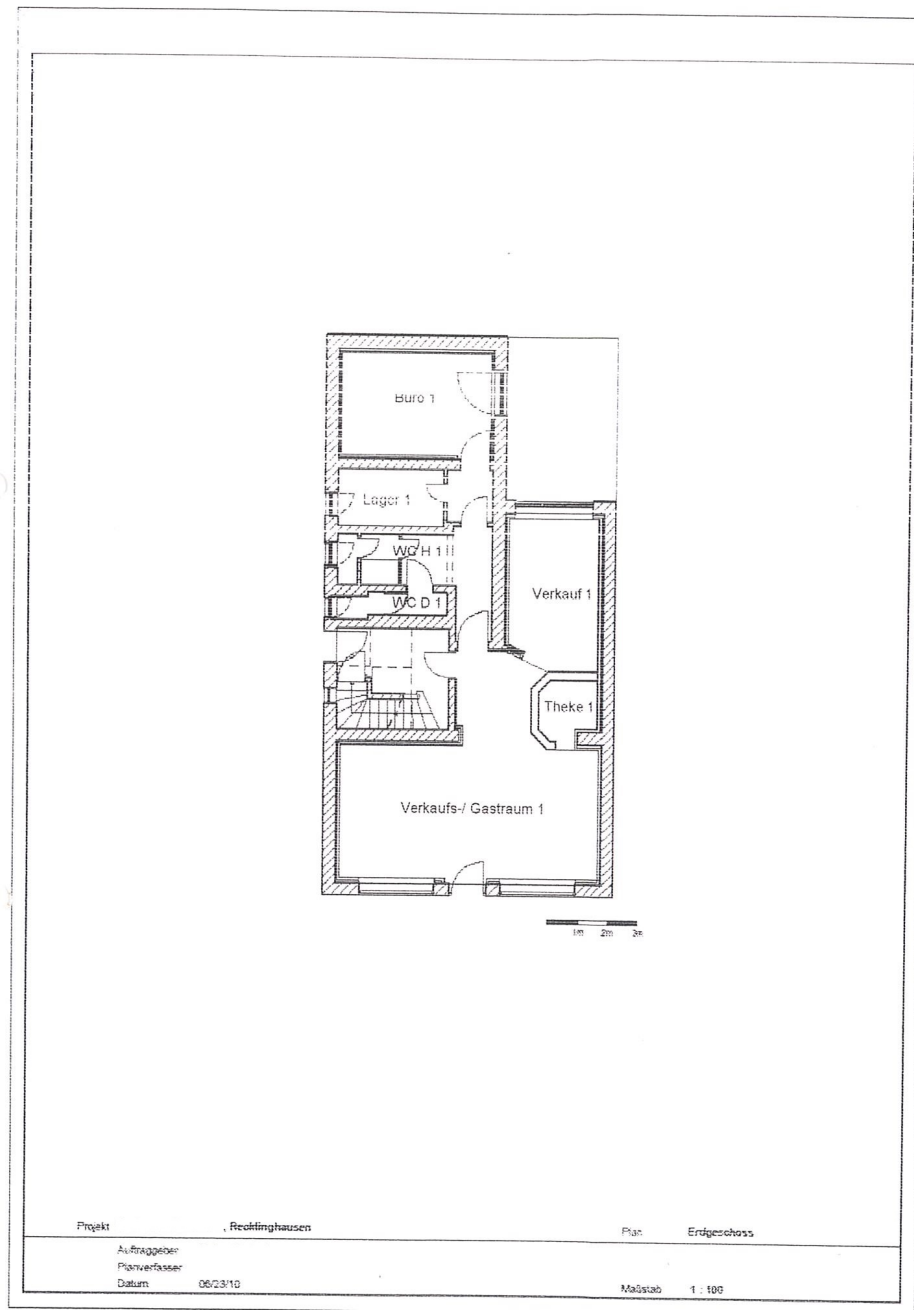 Büro 1
Lager 1
WC H 1
WC D 1
Verkauf 1
Theke 1
Verkaufs-/ Gastraum 1
1m 2m 3m
Projekt , Recklinghausen Plan Erdgeschoss
Auftraggeber
Planverfasser
Datum 06/23/10 Maßstab 1 : 100